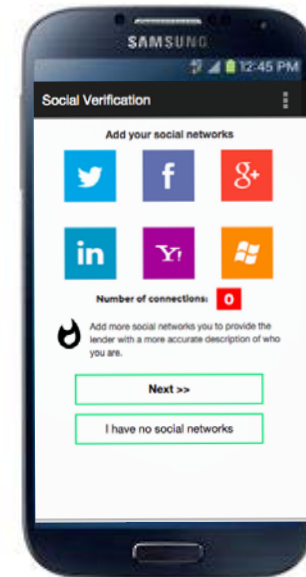 SAMSUNG
12:45 PM
Social Verification
Add your social networks
f
g+
in
Y!
Number of connections: 0
Add more social networks you to provide the
lender with a more accurate description of who
you are.
Next >>
I have no social networks